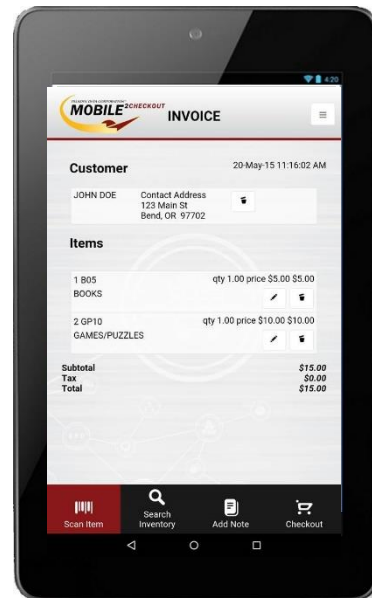 4:20
MOBILE2CHECKOUT
INVOICE
Customer
20-May-15 11:16:02 AM
JOHN DOE
Contact Address
123 Main St
Bend, OR 97702
Items
1 B05
qty 1.00 price $5.00 $5.00
BOOKS
2 GP10
qty 1.00 price $10.00 $10.00
GAMES/PUZZLES
Subtotal $15.00
Tax $0.00
Total $15.00
Scan Item
Search
Inventory
Add Note
Checkout